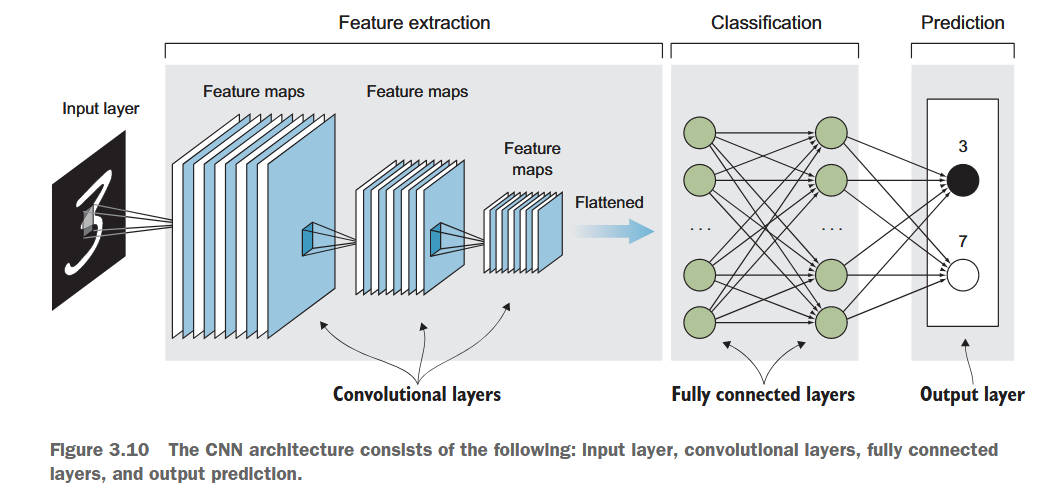 Feature extraction
Classification
Prediction
Input layer
Feature maps
Feature maps
Feature
maps
Flattened
. . .
. . .
3
7
Convolutional layers
Fully connected layers
Output layer
Figure 3.10 The CNN architecture consists of the following: input layer, convolutional layers, fully connected
layers, and output prediction.